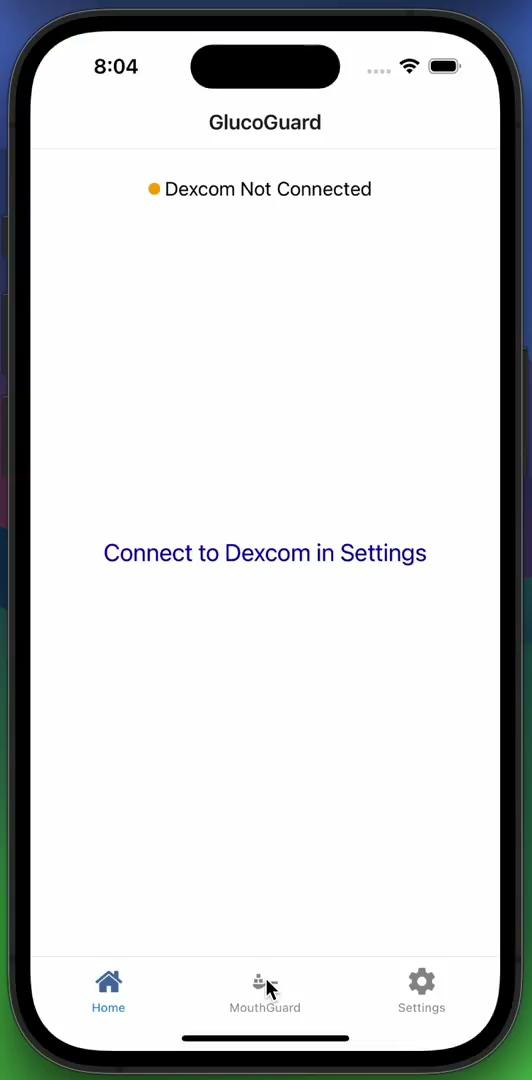 8:04
GlucoGuard
Dexcom Not Connected
Connect to Dexcom in Settings
Home
MouthGuard
Settings